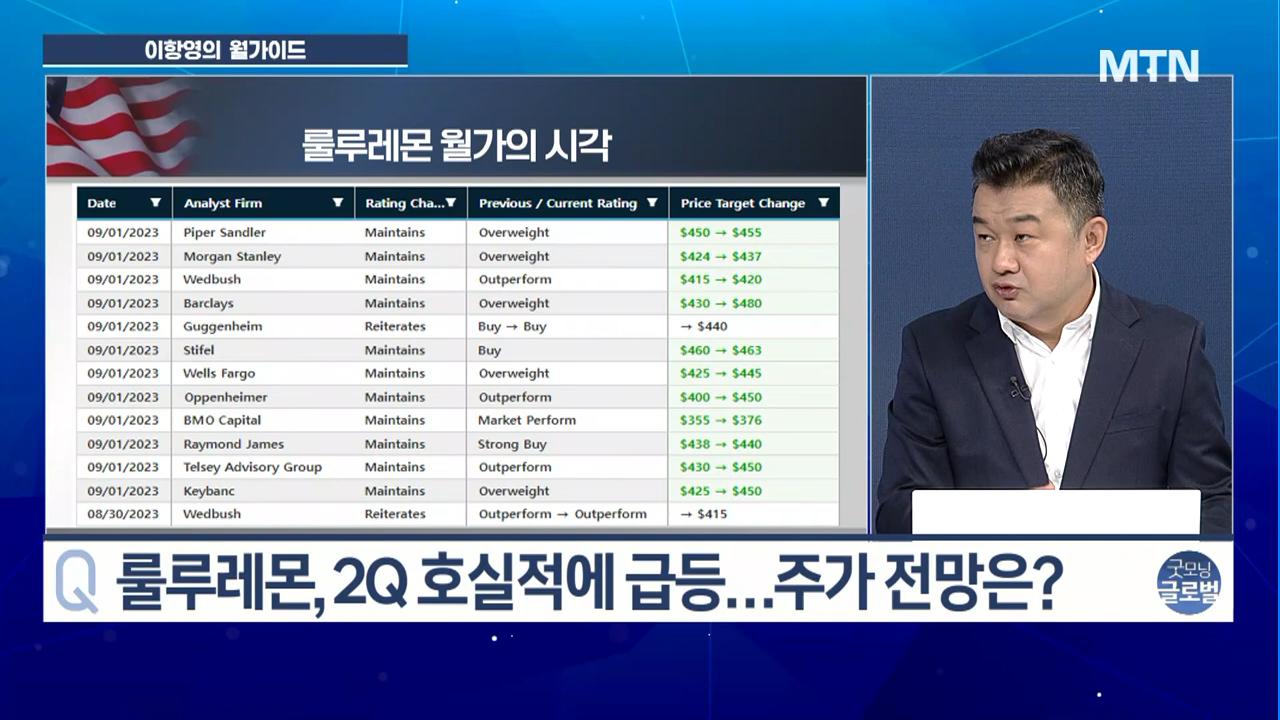 이항영의 월가이드
MTN
룰루레몬 월가의 시각
Date Analyst Firm Rating Cha... Previous / Current Rating Price Target Change
09/01/2023 Piper Sandler Maintains Overweight $450 → $455
09/01/2023 Morgan Stanley Maintains Overweight $424 → $437
09/01/2023 Wedbush Maintains Outperform $415 → $420
09/01/2023 Barclays Maintains Overweight $430 → $480
09/01/2023 Guggenheim Reiterates Buy → Buy → $440
09/01/2023 Stifel Maintains Buy $460 → $463
09/01/2023 Wells Fargo Maintains Overweight $425 → $445
09/01/2023 Oppenheimer Maintains Outperform $400 → $450
09/01/2023 BMO Capital Maintains Market Perform $355 → $376
09/01/2023 Raymond James Maintains Strong Buy $438 → $440
09/01/2023 Telsey Advisory Group Maintains Outperform $430 → $450
09/01/2023 Keybanc Maintains Overweight $425 → $450
08/30/2023 Wedbush Reiterates Outperform → Outperform → $415
Q 룰루레몬, 2Q 호실적에 급등...주가 전망은?
굿모닝
글로벌